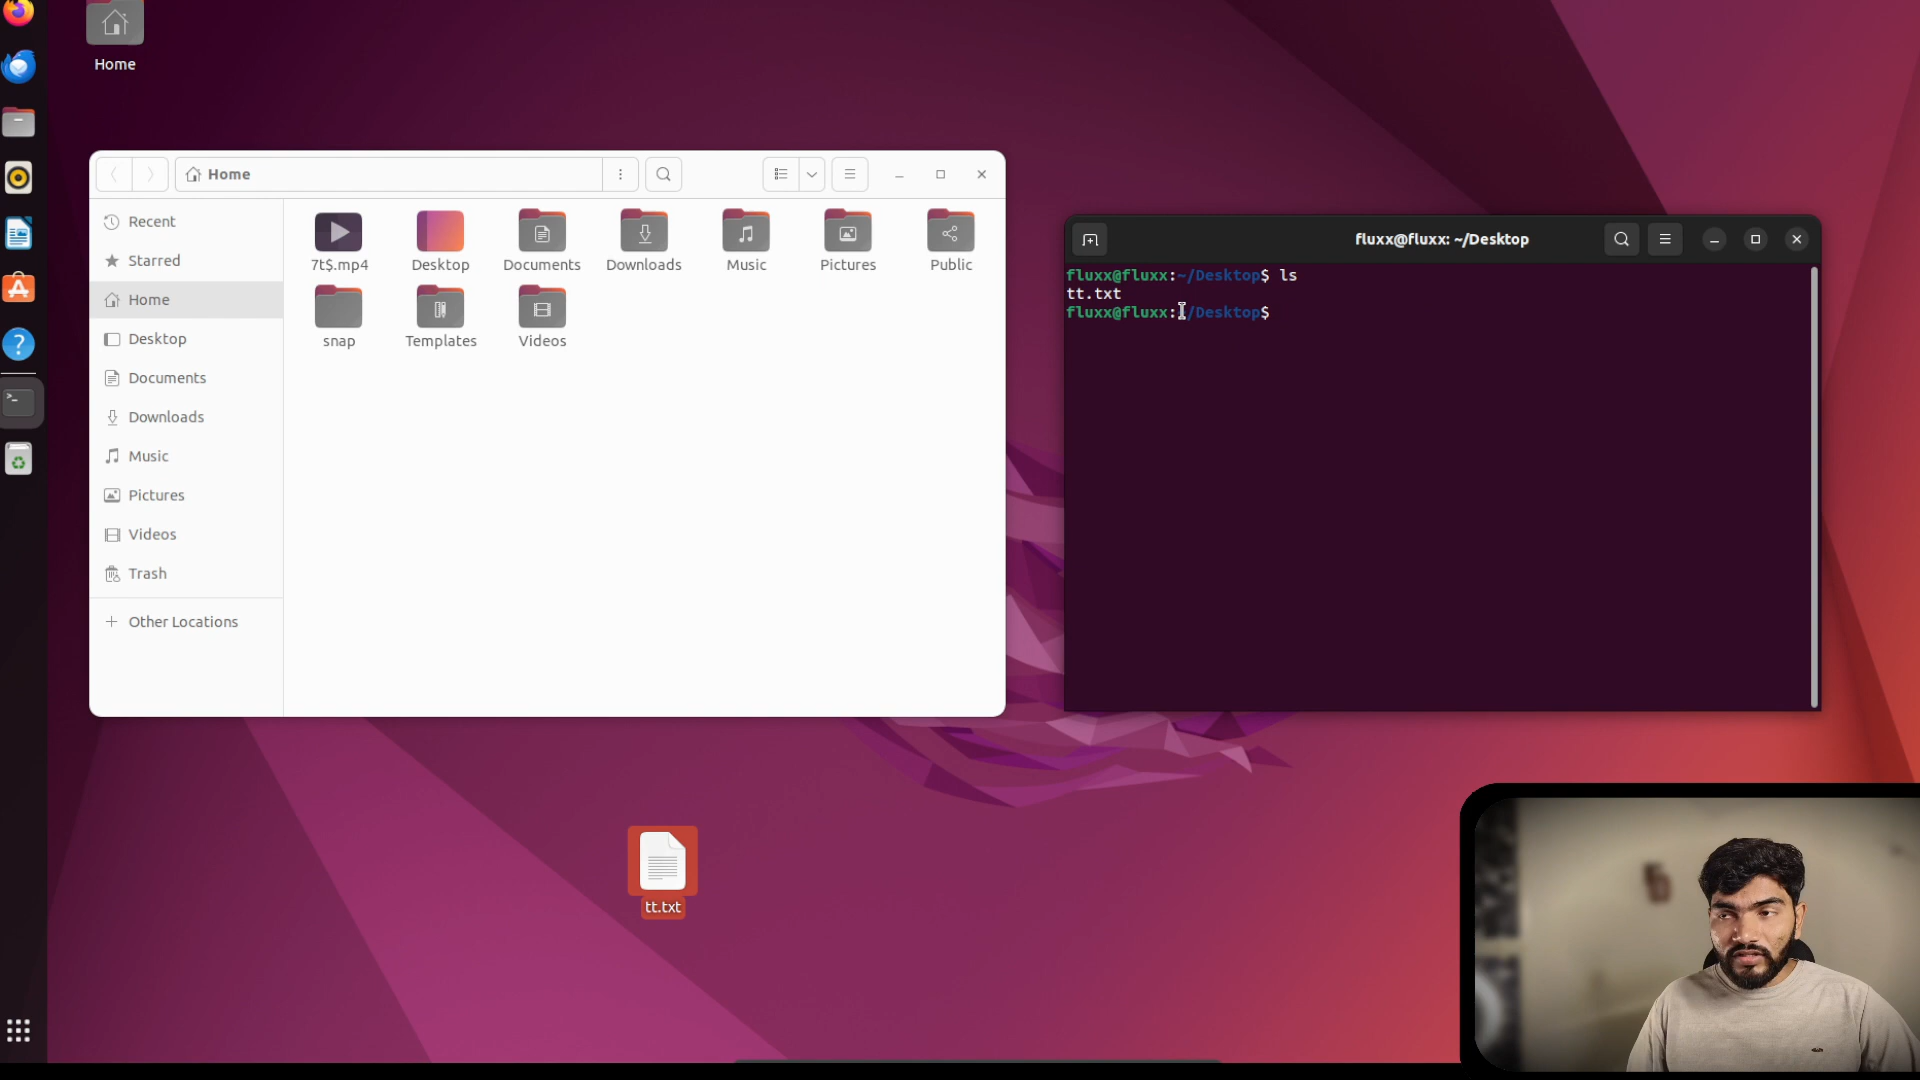 Home
Home
Recent
Starred
Home
Desktop
Documents
Downloads
Music
Pictures
Videos
Trash
Other Locations
7t$.mp4
Desktop
Documents
Downloads
Music
Pictures
Public
snap
Templates
Videos
fluxx@fluxx: ~/Desktop
fluxx@fluxx:~/Desktop$ ls
tt.txt
fluxx@fluxx:~/Desktop$
tt.txt